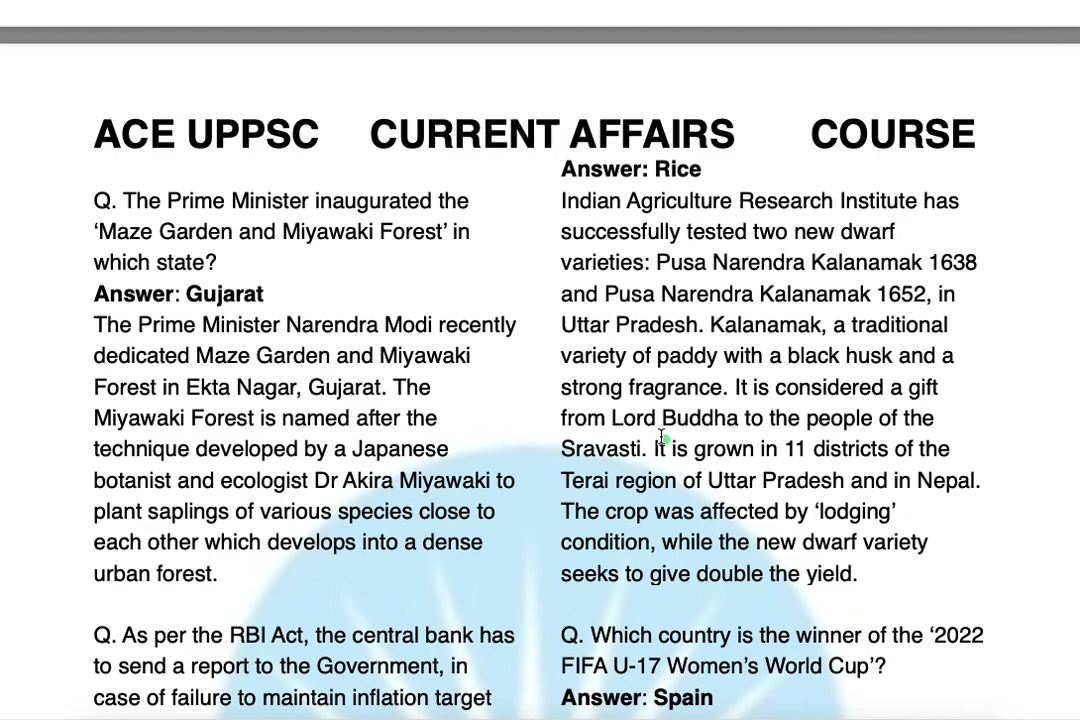 ACE UPPSC CURRENT AFFAIRS COURSE
Q. The Prime Minister inaugurated the
‘Maze Garden and Miyawaki Forest’ in
which state?
Answer: Gujarat
The Prime Minister Narendra Modi recently
dedicated Maze Garden and Miyawaki
Forest in Ekta Nagar, Gujarat. The
Miyawaki Forest is named after the
technique developed by a Japanese
botanist and ecologist Dr Akira Miyawaki to
plant saplings of various species close to
each other which develops into a dense
urban forest.
Q. As per the RBI Act, the central bank has
to send a report to the Government, in
case of failure to maintain inflation target
Answer: Rice
Indian Agriculture Research Institute has
successfully tested two new dwarf
varieties: Pusa Narendra Kalanamak 1638
and Pusa Narendra Kalanamak 1652, in
Uttar Pradesh. Kalanamak, a traditional
variety of paddy with a black husk and a
strong fragrance. It is considered a gift
from Lord Buddha to the people of the
Sravasti. It is grown in 11 districts of the
Terai region of Uttar Pradesh and in Nepal.
The crop was affected by ‘lodging’
condition, while the new dwarf variety
seeks to give double the yield.
Q. Which country is the winner of the ‘2022
FIFA U-17 Women’s World Cup’?
Answer: Spain